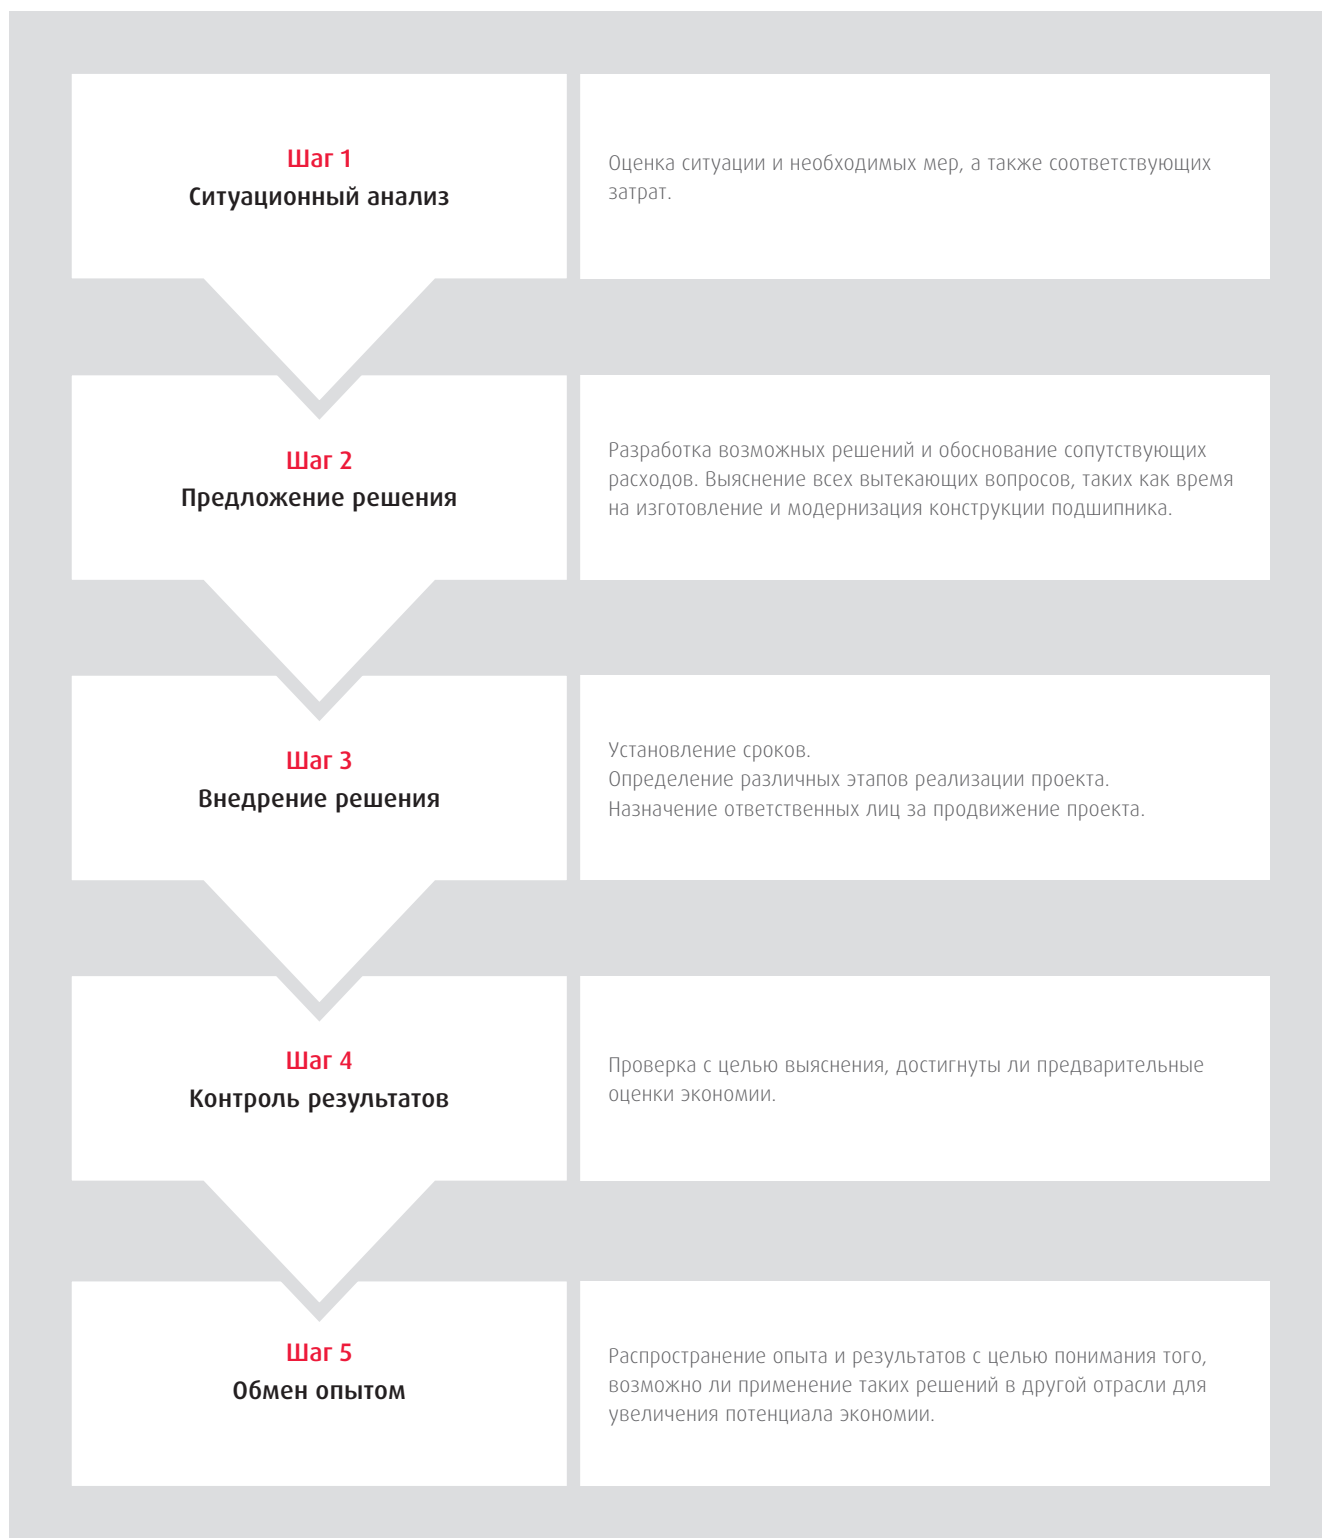 Шаг 1
Ситуационный анализ
Оценка ситуации и необходимых мер, а также соответствующих
затрат.
Шаг 2
Предложение решения
Разработка возможных решений и обоснование сопутствующих
расходов. Выяснение всех вытекающих вопросов, таких как время
на изготовление и модернизация конструкции подшипника.
Шаг 3
Внедрение решения
Установление сроков.
Определение различных этапов реализации проекта.
Назначение ответственных лиц за продвижение проекта.
Шаг 4
Контроль результатов
Проверка с целью выяснения, достигнуты ли предварительные
оценки экономии.
Шаг 5
Обмен опытом
Распространение опыта и результатов с целью понимания того,
возможно ли применение таких решений в другой отрасли для
увеличения потенциала экономии.